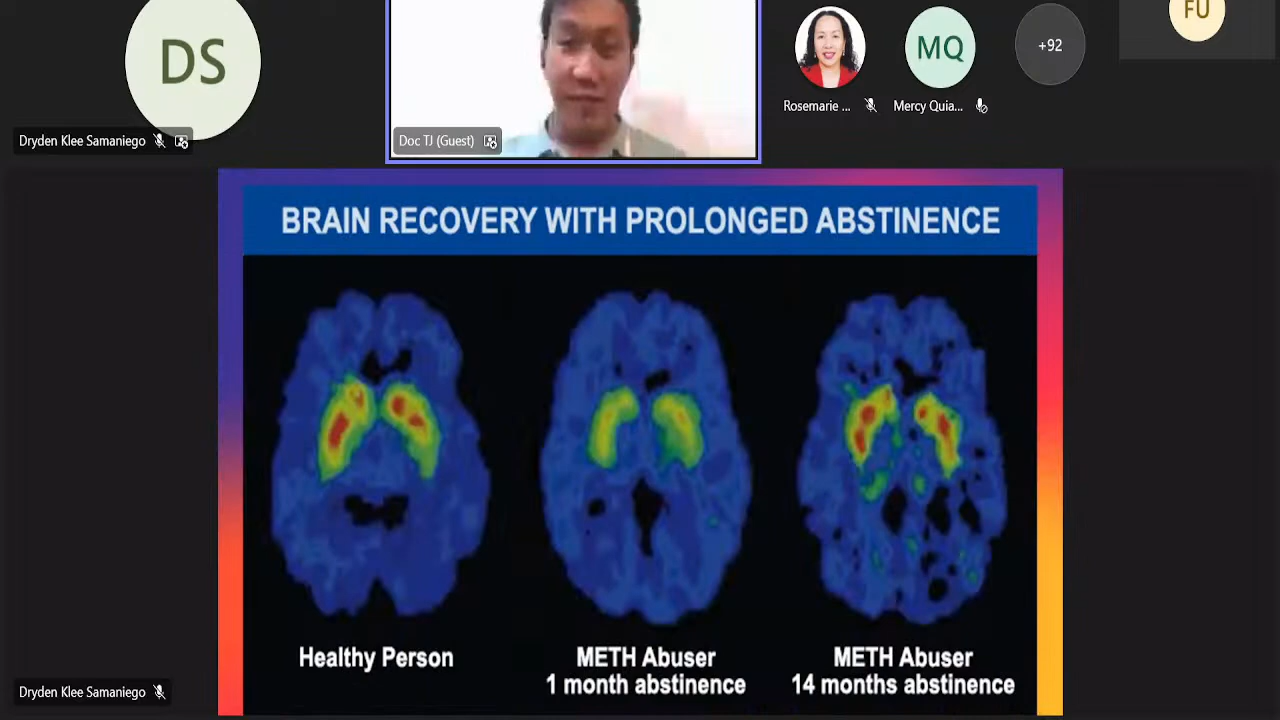 DS
MQ
+92
FU
Dryden Klee Samaniego
Doc TJ (Guest)
Rosemarie ...
Mercy Quia...
BRAIN RECOVERY WITH PROLONGED ABSTINENCE
Healthy Person
METH Abuser
1 month abstinence
METH Abuser
14 months abstinence
Dryden Klee Samaniego